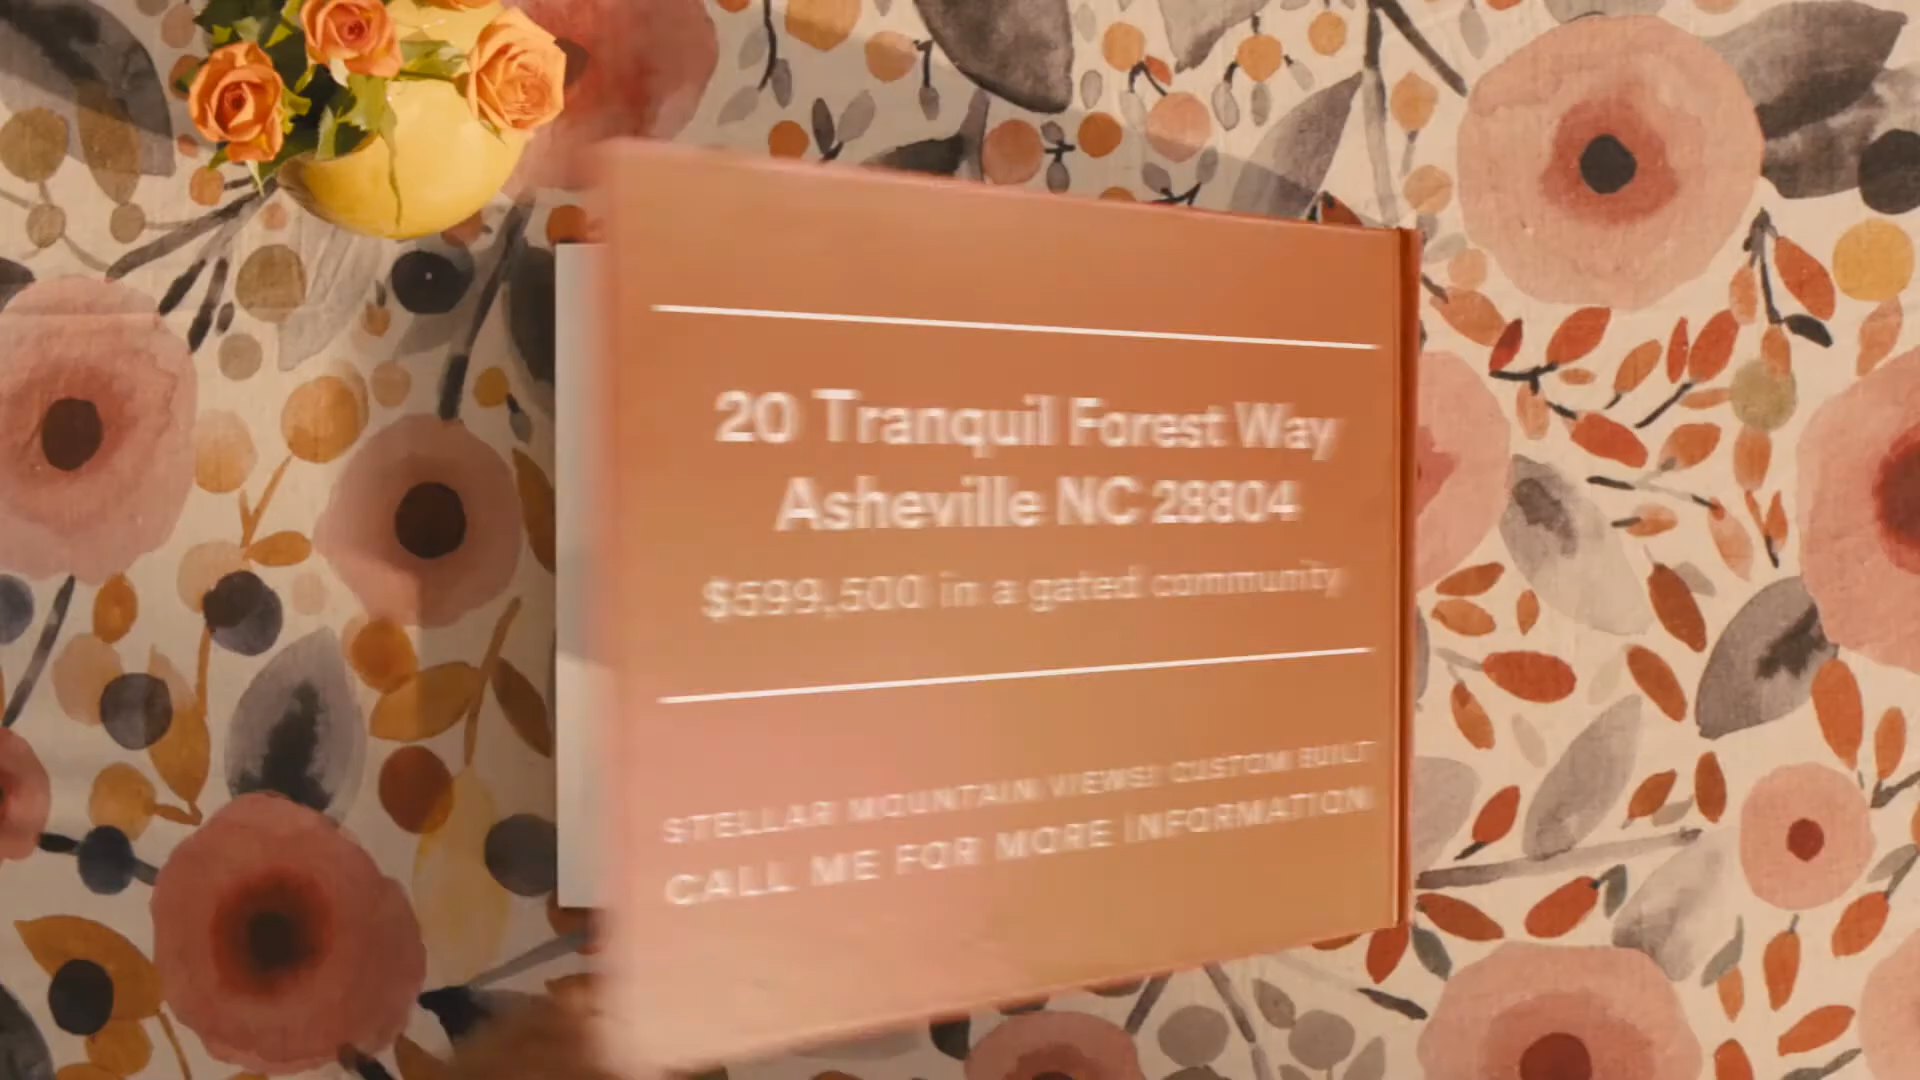 20 Tranquil Forest Way
Asheville NC 28804
$599,500 in a gated community
STELLAR MOUNTAIN VIEWS! CUSTOM BUILT
CALL ME FOR MORE INFORMATION